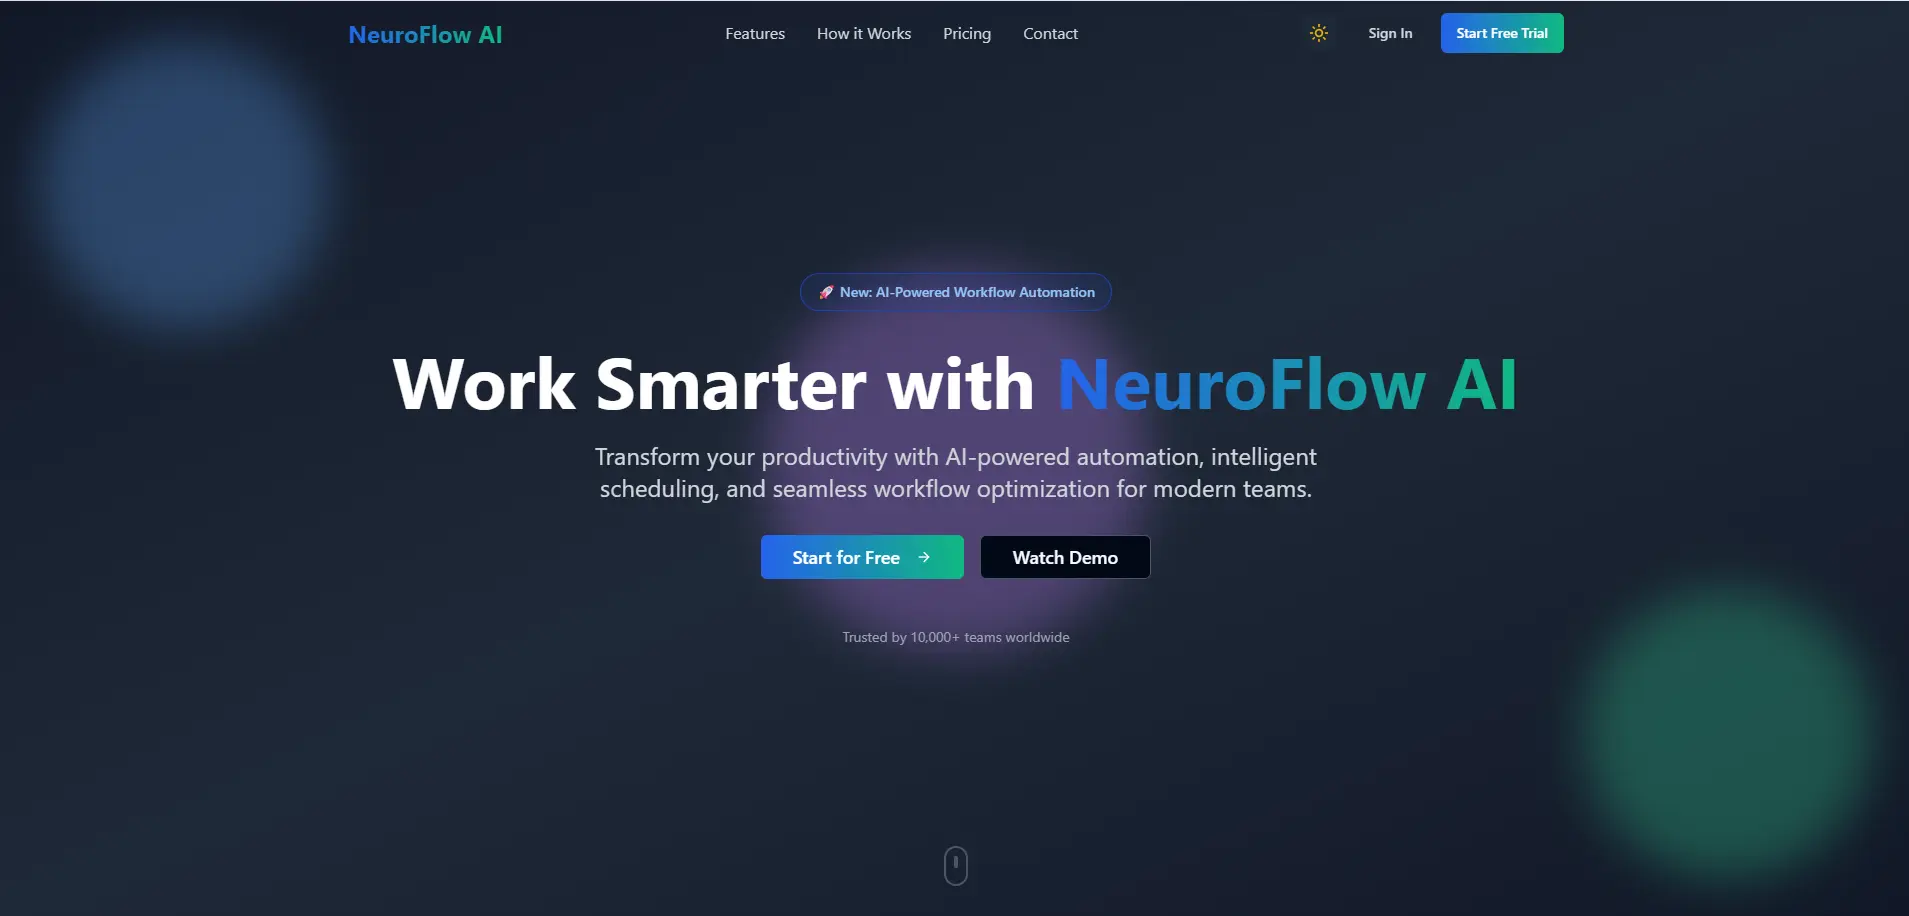 NeuroFlow AI
Features
How it Works
Pricing
Contact
Sign In
Start Free Trial
🚀 New: AI-Powered Workflow Automation
Work Smarter with NeuroFlow AI
Transform your productivity with AI-powered automation, intelligent
scheduling, and seamless workflow optimization for modern teams.
Start for Free →
Watch Demo
Trusted by 10,000+ teams worldwide